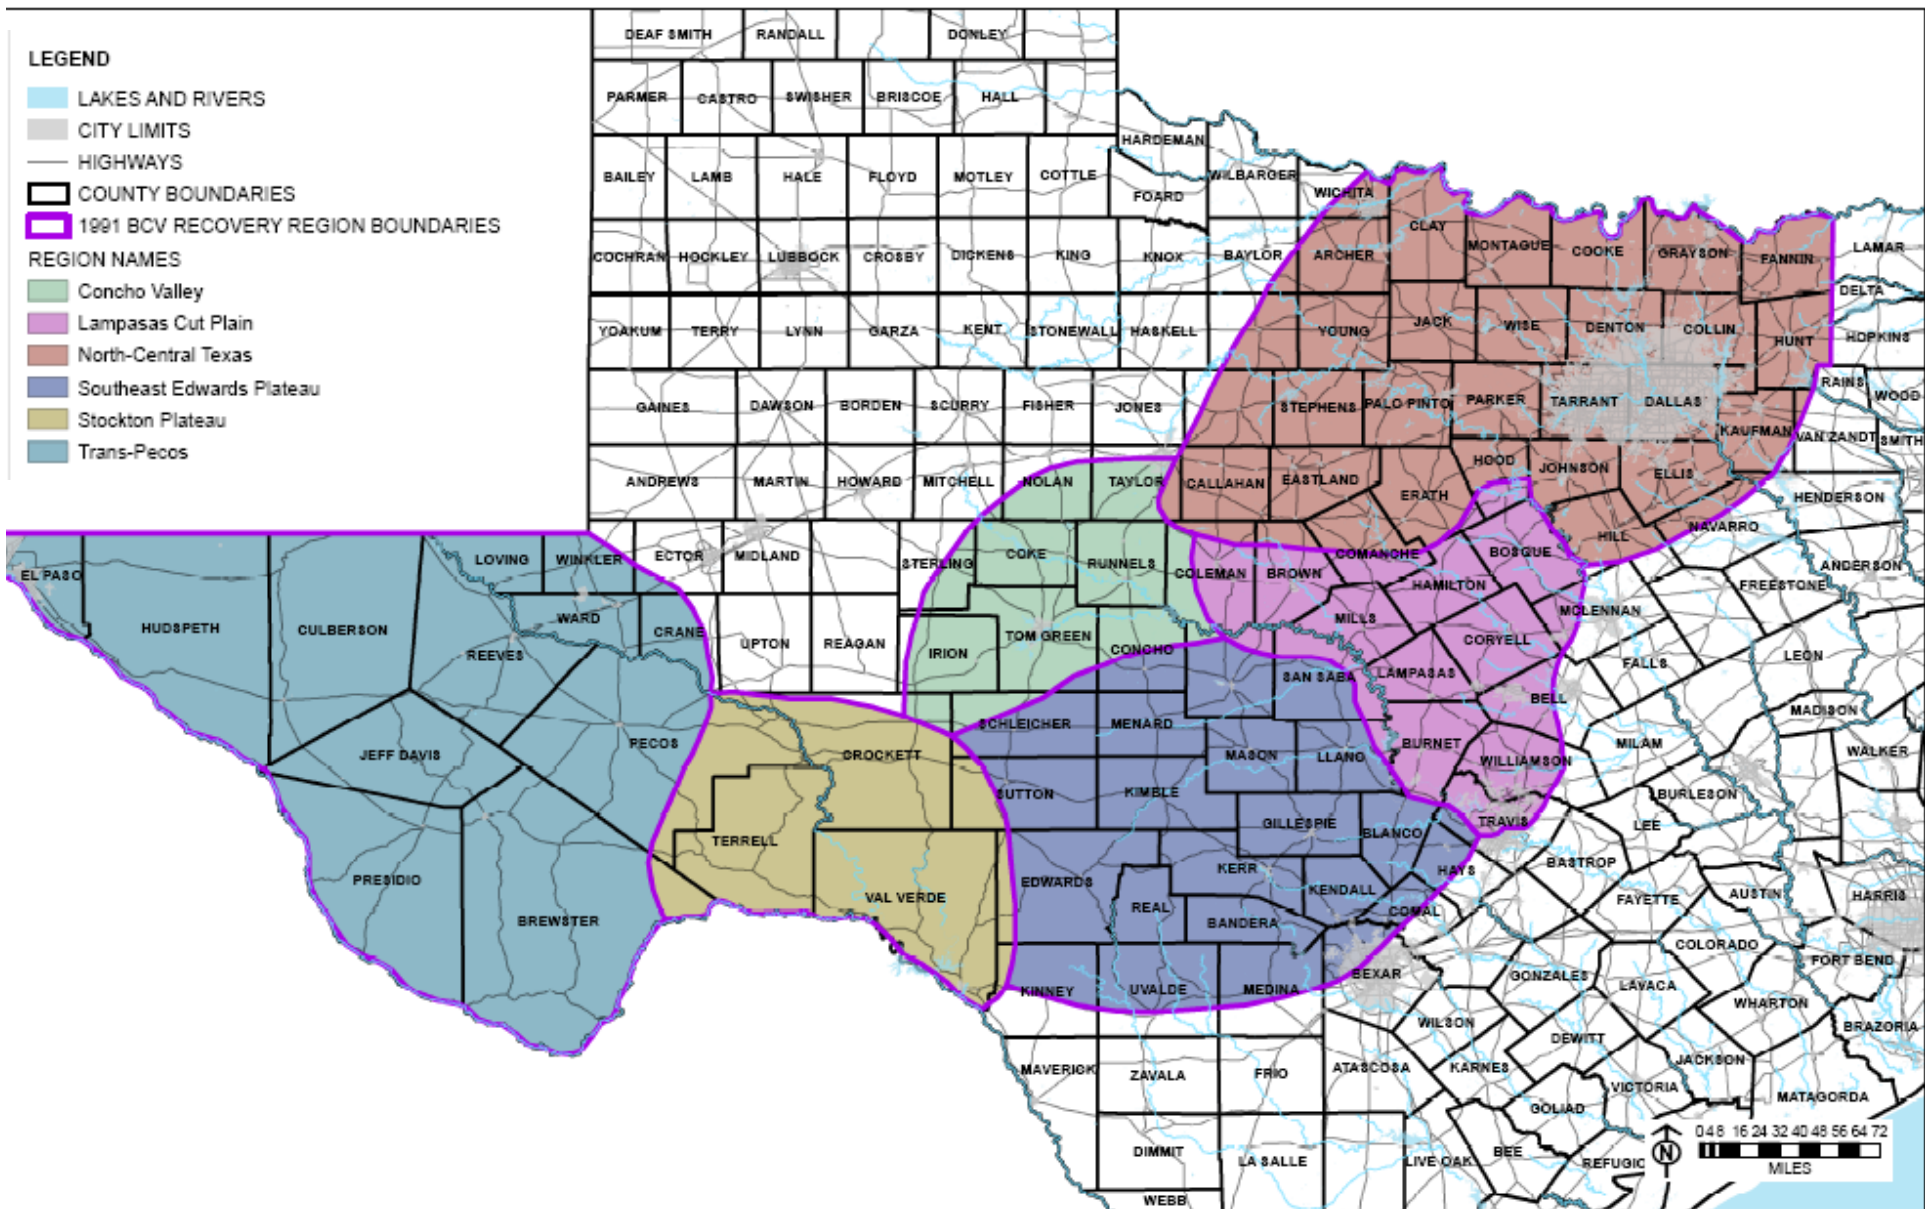 LEGEND
LAKES AND RIVERS
CITY LIMITS
HIGHWAYS
COUNTY BOUNDARIES
1991 BCV RECOVERY REGION BOUNDARIES
REGION NAMES
Concho Valley
Lampasas Cut Plain
North-Central Texas
Southeast Edwards Plateau
Stockton Plateau
Trans-Pecos
DEAF SMITH RANDALL DONLEY
PARMER CASTRO SWISHER BRISCOE HALL
HARDEMAN
BAILEY LAMB HALE FLOYD MOTLEY COTTLE WILBARGER
FOARD WICHITA
CLAY
COCHRAN HOCKLEY LUBBOCK CROSBY DICKENS KING KNOX BAYLOR ARCHER MONTAGUE COOKE GRAYSON FANNIN LAMAR
DELTA
YOAKUM TERRY LYNN GARZA KENT STONEWALL HASKELL YOUNG JACK WISE DENTON COLLIN HUNT HOPKINS
RAINS
GAINES DAWSON BORDEN SCURRY FISHER JONES STEPHENS PALO PINTO PARKER TARRANT DALLAS WOOD
KAUFMAN VAN ZANDT SMITH
ANDREWS MARTIN HOWARD MITCHELL NOLAN TAYLOR CALLAHAN EASTLAND ERATH HOOD JOHNSON ELLIS HENDERSON
NAVARRO
HILL
EL PASO LOVING WINKLER ECTOR MIDLAND STERLING COKE RUNNELS COLEMAN BROWN COMANCHE BOSQUE
HAMILTON FREESTONE ANDERSON
HUDSPETH CULBERSON WARD MILLS MCLENNAN
REEVES CRANE UPTON REAGAN IRION TOM GREEN CONCHO CORYELL
LAMPASAS FALLS LEON
SAN SABA BELL
MADISON
JEFF DAVIS PECOS CROCKETT SCHLEICHER MENARD MASON LLANO BURNET WILLIAMSON MILAM WALKER
SUTTON KIMBLE BURLESON
GILLESPIE BLANCO TRAVIS LEE
TERRELL
PRESIDIO VAL VERDE EDWARDS KERR KENDALL HAYS BASTROP
REAL BANDERA COMAL FAYETTE AUSTIN HARRIS
BREWSTER
COLORADO
FORT BEND
KINNEY UVALDE MEDINA BEXAR GONZALES LAVACA WHARTON
WILSON BRAZORIA
DEWITT
MAVERICK ZAVALA FRIO ATASCOSA KARNES JACKSON
VICTORIA MATAGORDA
GOLIAD
DIMMIT LA SALLE LIVE OAK BEE
WEBB
N
048 16 24 32 40 48 56 64 72
MILES